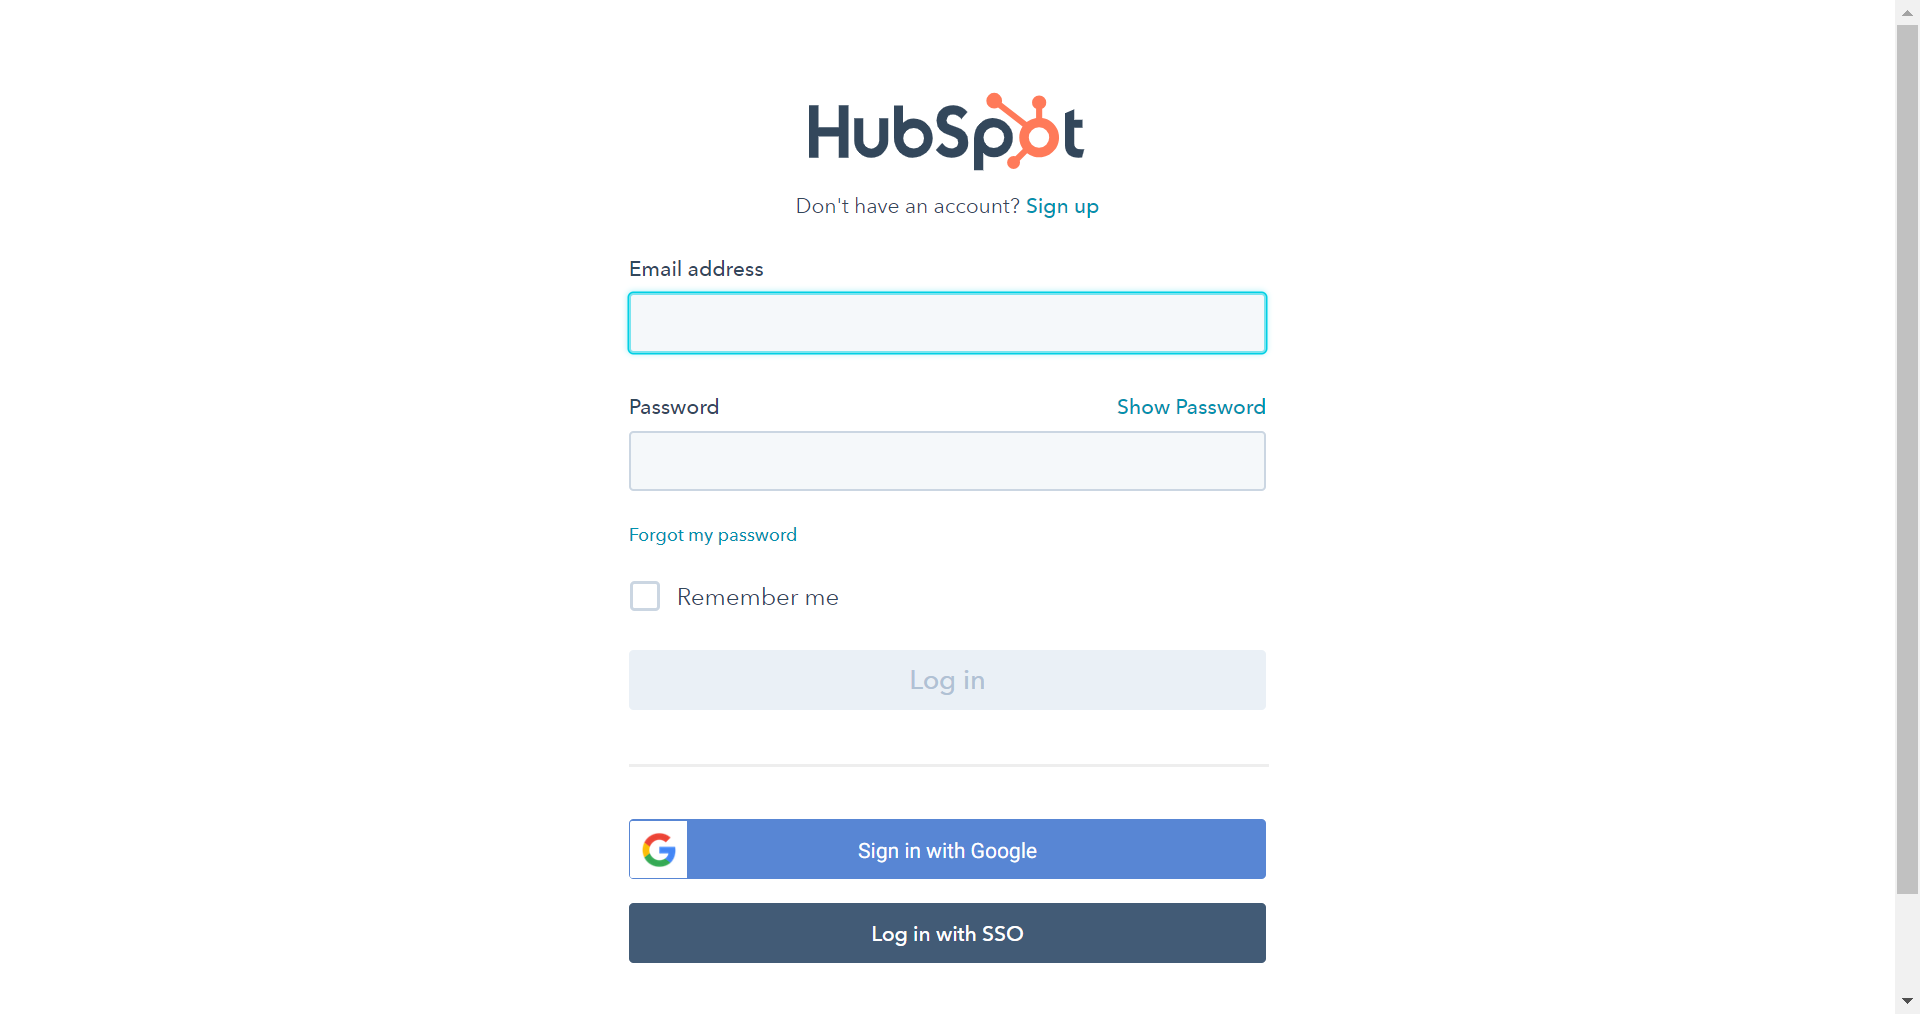 HubSpot
Don't have an account? Sign up
Email address
Password Show Password
Forgot my password
Remember me
Log in
Sign in with Google
Log in with SSO